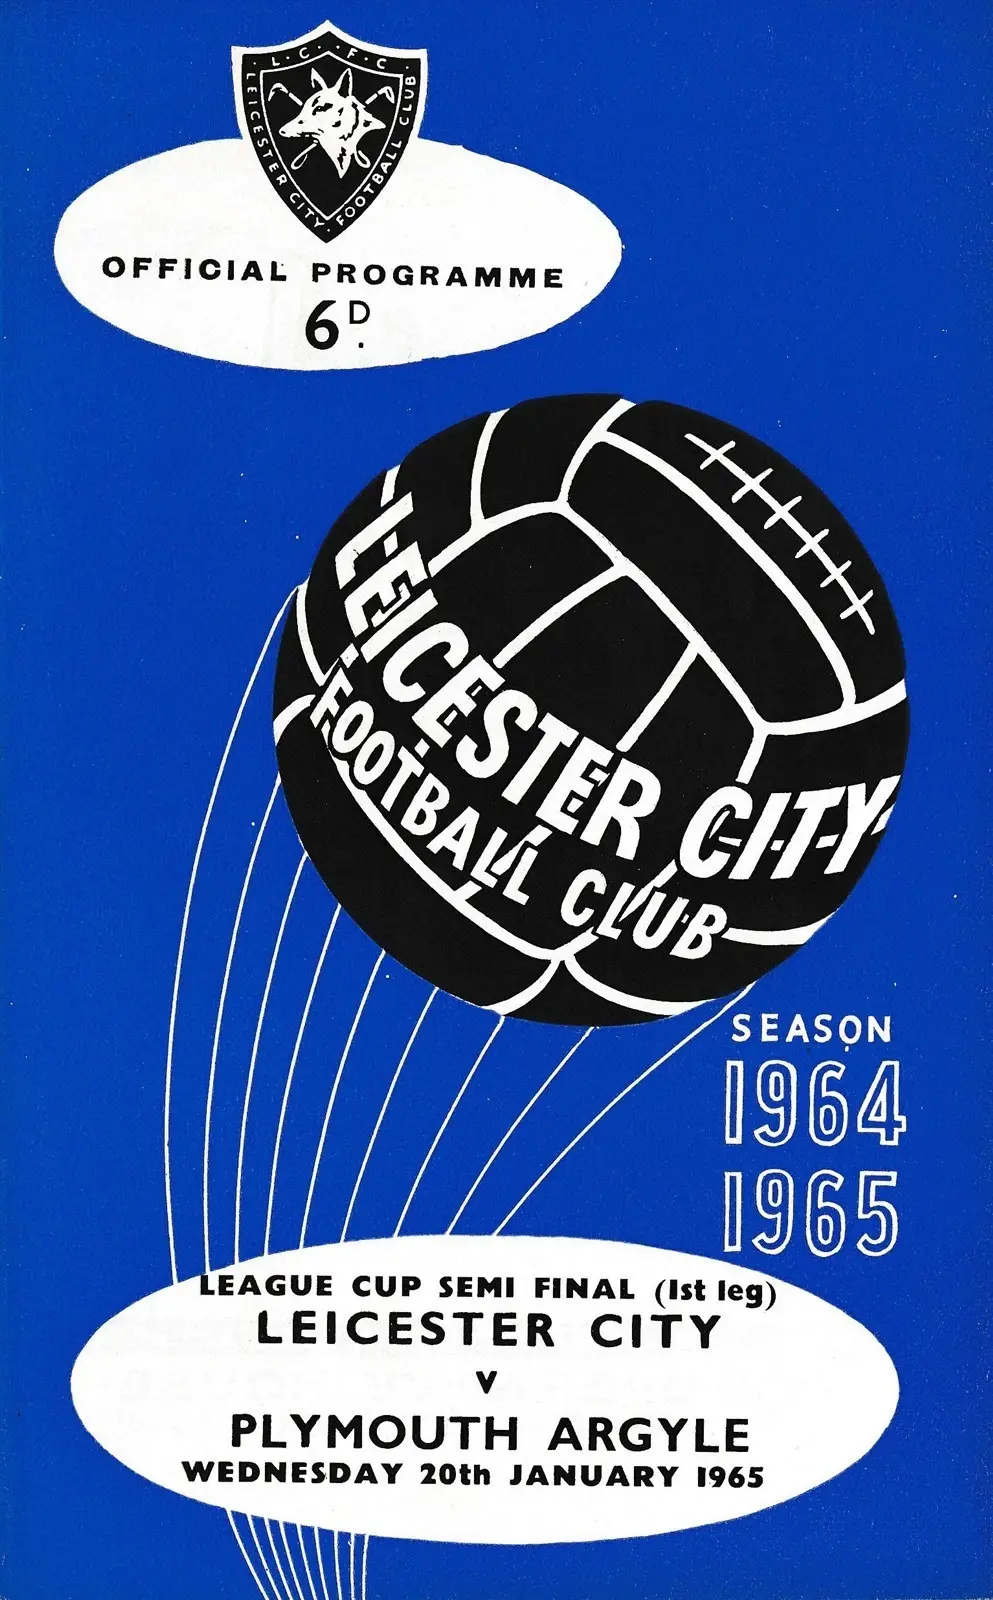 · L · C · F · C ·
LEICESTER CITY · FOOTBALL CLUB
OFFICIAL PROGRAMME
6D.
LEICESTER CITY
FOOTBALL CLUB
SEASON
1964
1965
LEAGUE CUP SEMI FINAL (1st leg)
LEICESTER CITY
V
PLYMOUTH ARGYLE
WEDNESDAY 20th JANUARY 1965